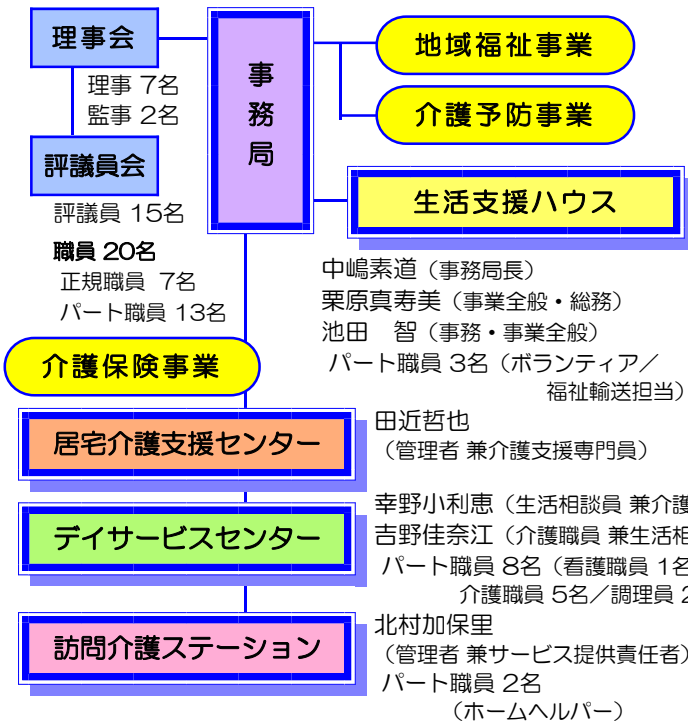 理事会
理事 7名
監事 2名
評議員会
評議員 15名
職員 20名
正規職員 7名
パート職員 13名
事務局
地域福祉事業
介護予防事業
生活支援ハウス
中嶋素道（事務局長）
栗原真寿美（事業全般・総務）
池田　智（事務・事業全般）
パート職員 3名（ボランティア／
福祉輸送担当）
介護保険事業
居宅介護支援センター
田近哲也
（管理者 兼介護支援専門員）
デイサービスセンター
幸野小利恵（生活相談員 兼介護
吉野佳奈江（介護職員 兼生活相
パート職員 8名（看護職員 1名
介護職員 5名／調理員 2
訪問介護ステーション
北村加保里
（管理者 兼サービス提供責任者）
パート職員 2名
（ホームヘルパー）